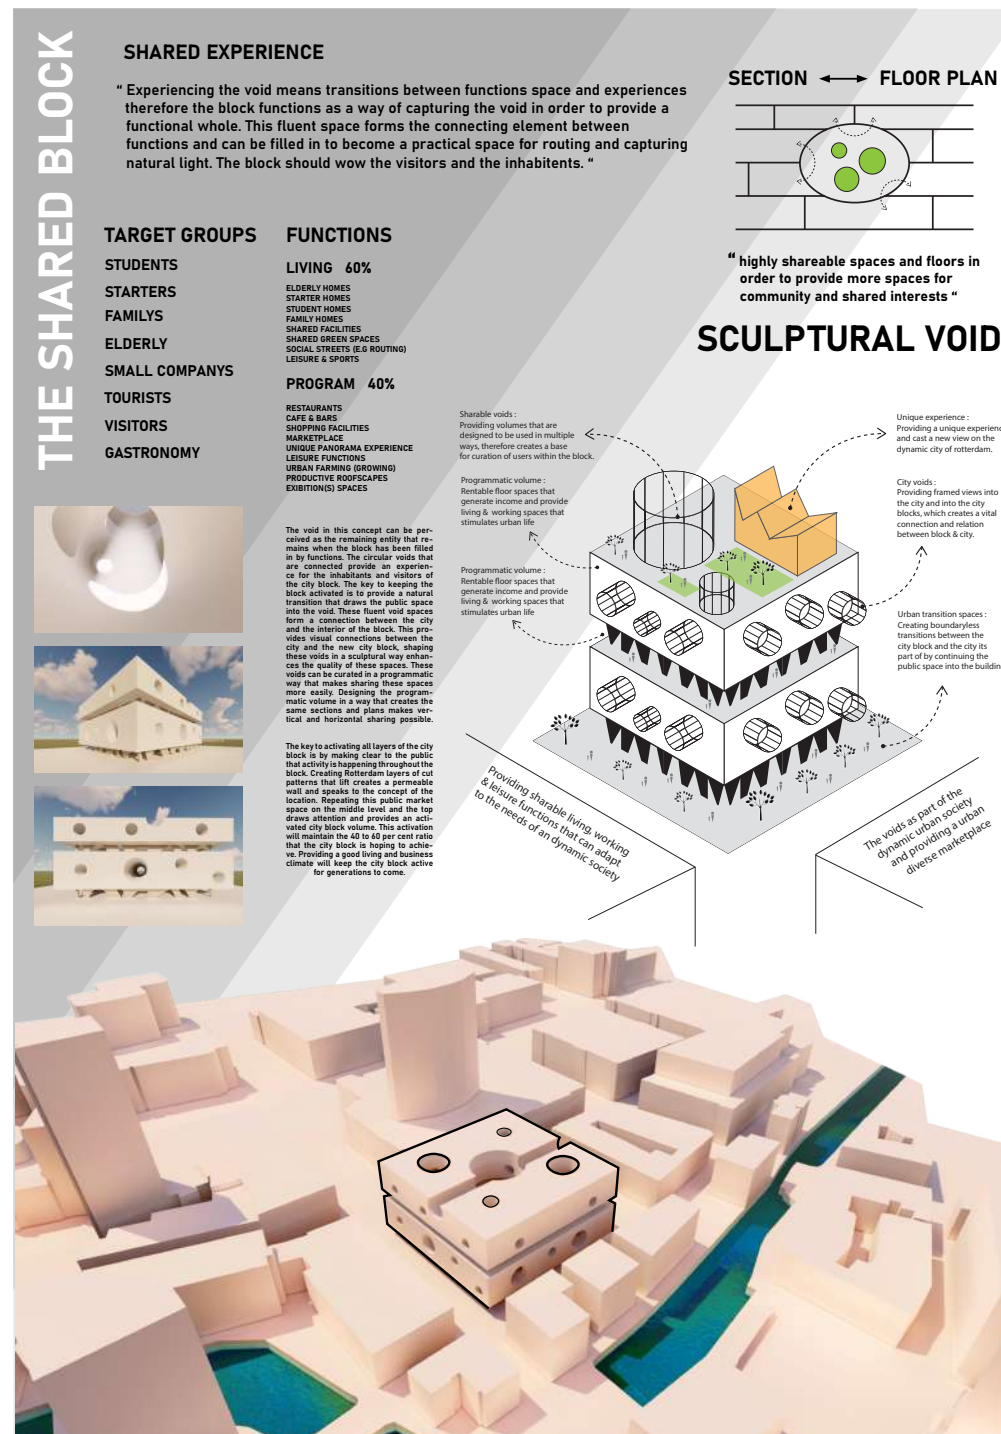 THE SHARED BLOCK
SHARED EXPERIENCE
“ Experiencing the void means transitions between functions space and experiences
therefore the block functions as a way of capturing the void in order to provide a
functional whole. This fluent space forms the connecting element between
functions and can be filled in to become a practical space for routing and capturing
natural light. The block should wow the visitors and the inhabitents. “
SECTION FLOOR PLAN
“ highly shareable spaces and floors in
order to provide more spaces for
community and shared interests “
SCULPTURAL VOID
TARGET GROUPS
STUDENTS
STARTERS
FAMILYS
ELDERLY
SMALL COMPANYS
TOURISTS
VISITORS
GASTRONOMY
FUNCTIONS
LIVING 60%
ELDERLY HOMES
STARTER HOMES
STUDENT HOMES
FAMILY HOMES
SHARED FACILITIES
SHARED GREEN SPACES
SOCIAL STREETS (E.G ROUTING)
LEISURE & SPORTS
PROGRAM 40%
RESTAURANTS
CAFE & BARS
SHOPPING FACILITIES
MARKETPLACE
UNIQUE PANORAMA EXPERIENCE
LEISURE FUNCTIONS
URBAN FARMING (GROWING)
PRODUCTIVE ROOFSCAPES
EXIBITION(S) SPACES
The void in this concept can be per-
ceived as the remaining entity that re-
mains when the block has been filled
in by functions. The circular voids that
are connected provide an experien-
ce for the inhabitants and visitors of
the city block. The key to keeping the
block activated is to provide a natural
transition that draws the public space
into the void. These fluent void spaces
form a connection between the city
and the interior of the block. This pro-
vides visual connections between the
city and the new city block, shaping
these voids in a sculptural way enhan-
ces the quality of these spaces. These
voids can be curated in a programmatic
way that makes sharing these spaces
more easily. Designing the program-
matic volume in a way that creates the
same sections and plans makes ver-
tical and horizontal sharing possible.
The key to activating all layers of the city
block is by making clear to the public
that activity is happening throughout the
block. Creating Rotterdam layers of cut
patterns that lift creates a permeable
wall and speaks to the concept of the
location. Repeating this public market
space on the middle level and the top
draws attention and provides an acti-
vated city block volume. This activation
will maintain the 40 to 60 per cent ratio
that the city block is hoping to achie-
ve. Providing a good living and business
climate will keep the city block active
for generations to come.
Sharable voids :
Providing volumes that are
designed to be used in multiple
ways, therefore creates a base
for curation of users within the block.
Programmatic volume :
Rentable floor spaces that
generate income and provide
living & working spaces that
stimulates urban life
Programmatic volume :
Rentable floor spaces that
generate income and provide
living & working spaces that
stimulates urban life
Unique experience :
Providing a unique experienc
and cast a new view on the
dynamic city of rotterdam.
City voids :
Providing framed views into
the city and into the city
blocks, which creates a vital
connection and relation
between block & city.
Urban transition spaces :
Creating boundaryless
transitions between the
city block and the city its
part of by continuing the
public space into the buildin
Providing sharable living, working
& leisure functions that can adapt
to the needs of an dynamic society
The voids as part of the
dynamic urban society
and providing a urban
diverse marketplace